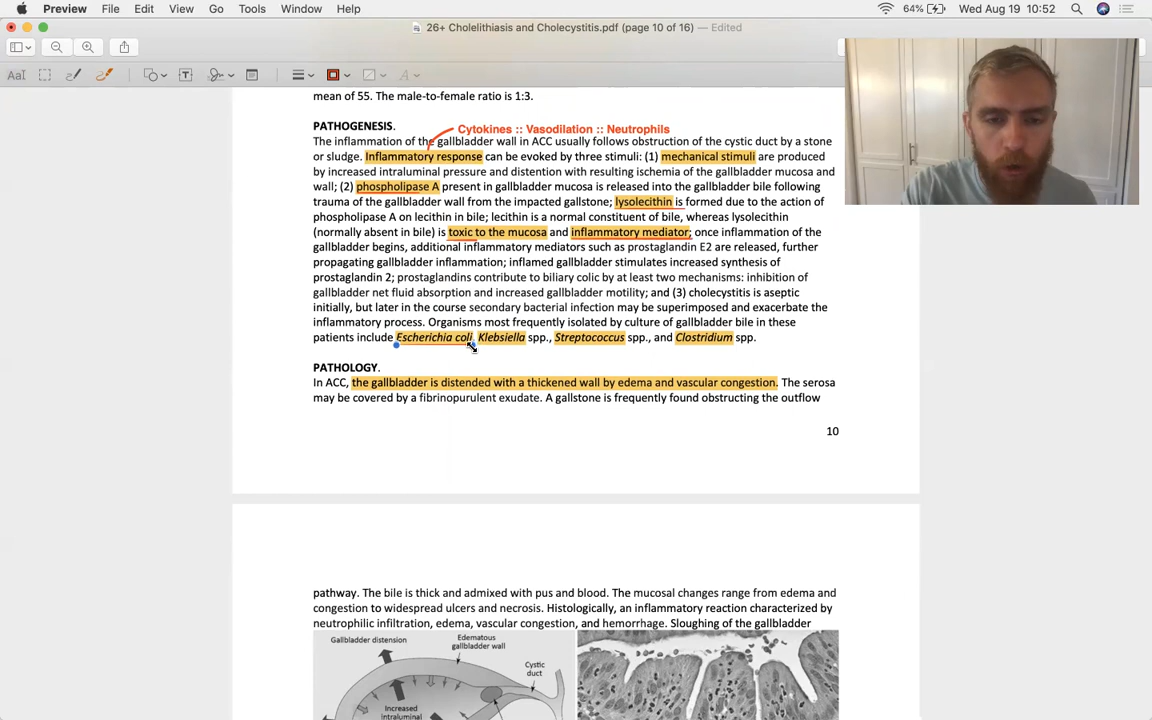 Preview File Edit View Go Tools Window Help 64% Wed Aug 19 10:52
26+ Cholelithiasis and Cholecystitis.pdf (page 10 of 16) — Edited
mean of 55. The male-to-female ratio is 1:3.
PATHOGENESIS.
Cytokines :: Vasodilation :: Neutrophils
The inflammation of the gallbladder wall in ACC usually follows obstruction of the cystic duct by a stone
or sludge. Inflammatory response can be evoked by three stimuli: (1) mechanical stimuli are produced
by increased intraluminal pressure and distention with resulting ischemia of the gallbladder mucosa and
wall; (2) phospholipase A present in gallbladder mucosa is released into the gallbladder bile following
trauma of the gallbladder wall from the impacted gallstone; lysolecithin is formed due to the action of
phospholipase A on lecithin in bile; lecithin is a normal constituent of bile, whereas lysolecithin
(normally absent in bile) is toxic to the mucosa and inflammatory mediator; once inflammation of the
gallbladder begins, additional inflammatory mediators such as prostaglandin E2 are released, further
propagating gallbladder inflammation; inflamed gallbladder stimulates increased synthesis of
prostaglandin 2; prostaglandins contribute to biliary colic by at least two mechanisms: inhibition of
gallbladder net fluid absorption and increased gallbladder motility; and (3) cholecystitis is aseptic
initially, but later in the course secondary bacterial infection may be superimposed and exacerbate the
inflammatory process. Organisms most frequently isolated by culture of gallbladder bile in these
patients include Escherichia coli, Klebsiella spp., Streptococcus spp., and Clostridium spp.
PATHOLOGY.
In ACC, the gallbladder is distended with a thickened wall by edema and vascular congestion. The serosa
may be covered by a fibrinopurulent exudate. A gallstone is frequently found obstructing the outflow
10
pathway. The bile is thick and admixed with pus and blood. The mucosal changes range from edema and
congestion to widespread ulcers and necrosis. Histologically, an inflammatory reaction characterized by
neutrophilic infiltration, edema, vascular congestion, and hemorrhage. Sloughing of the gallbladder
Gallbladder distension
Edematous
gallbladder wall
Cystic
duct
Increased
intraluminal